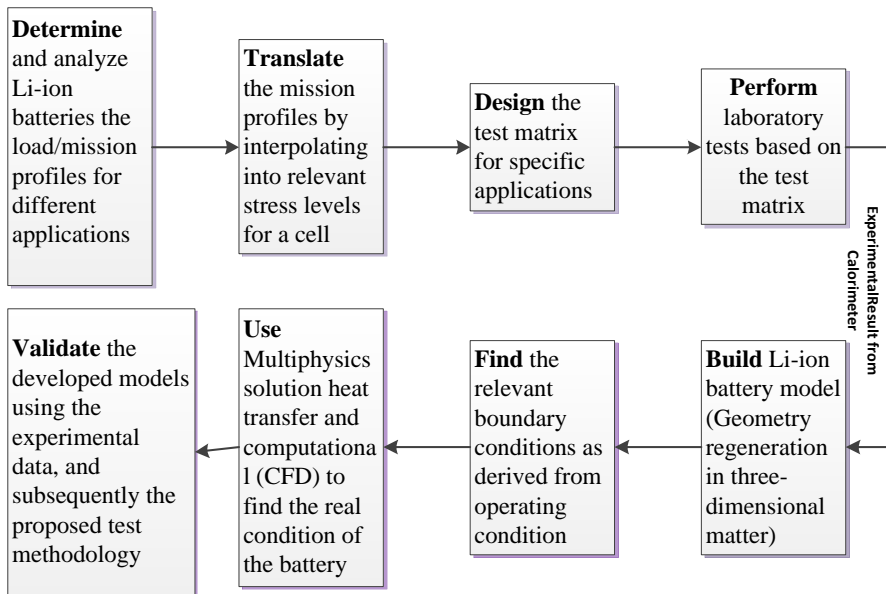 Determine
and analyze
Li-ion
batteries the
load/mission
profiles for
different
applications
Translate
the mission
profiles by
interpolating
into relevant
stress levels
for a cell
Design the
test matrix
for specific
applications
Perform
laboratory
tests based on
the test
matrix
ExperimentalResult from
Calorimeter
Build Li-ion
battery model
(Geometry
regeneration
in three-
dimensional
matter)
Find the
relevant
boundary
conditions as
derived from
operating
condition
Use
Multiphysics
solution heat
transfer and
computationa
l (CFD) to
find the real
condition of
the battery
Validate the
developed models
using the
experimental
data, and
subsequently the
proposed test
methodology